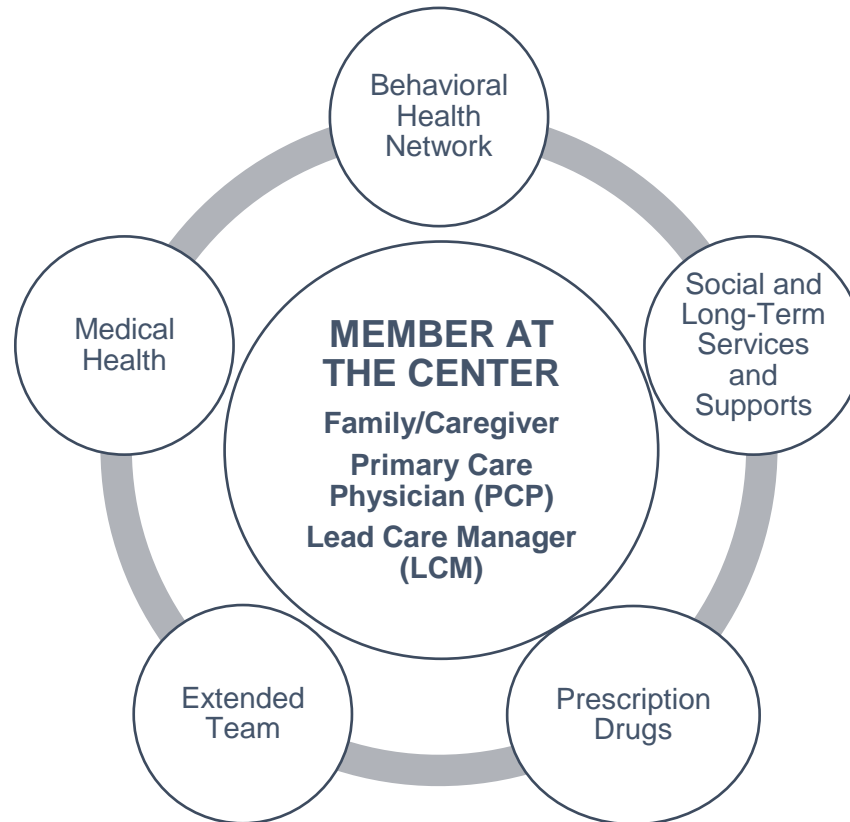 Behavioral
Health
Network
Social and
Long-Term
Services
and
Supports
Prescription
Drugs
Extended
Team
Medical
Health
MEMBER AT
THE CENTER
Family/Caregiver
Primary Care
Physician (PCP)
Lead Care Manager
(LCM)